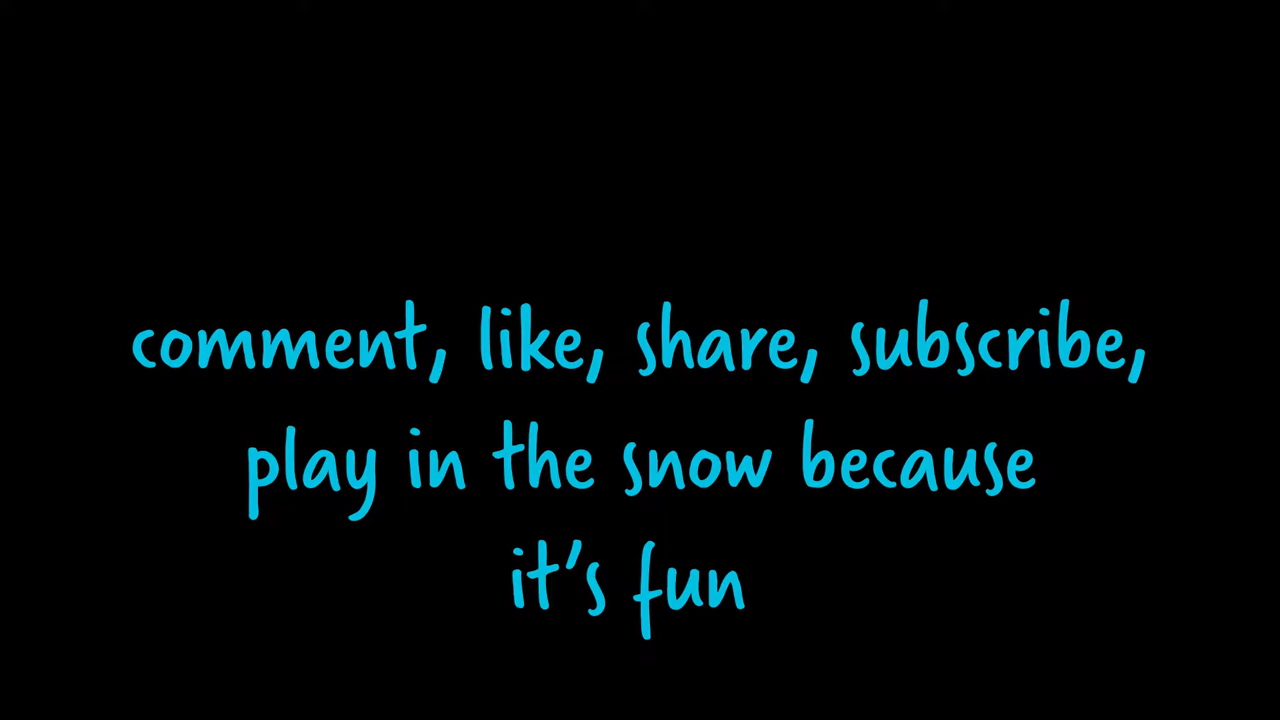 comment, like, share, subscribe,
play in the snow because
it's fun